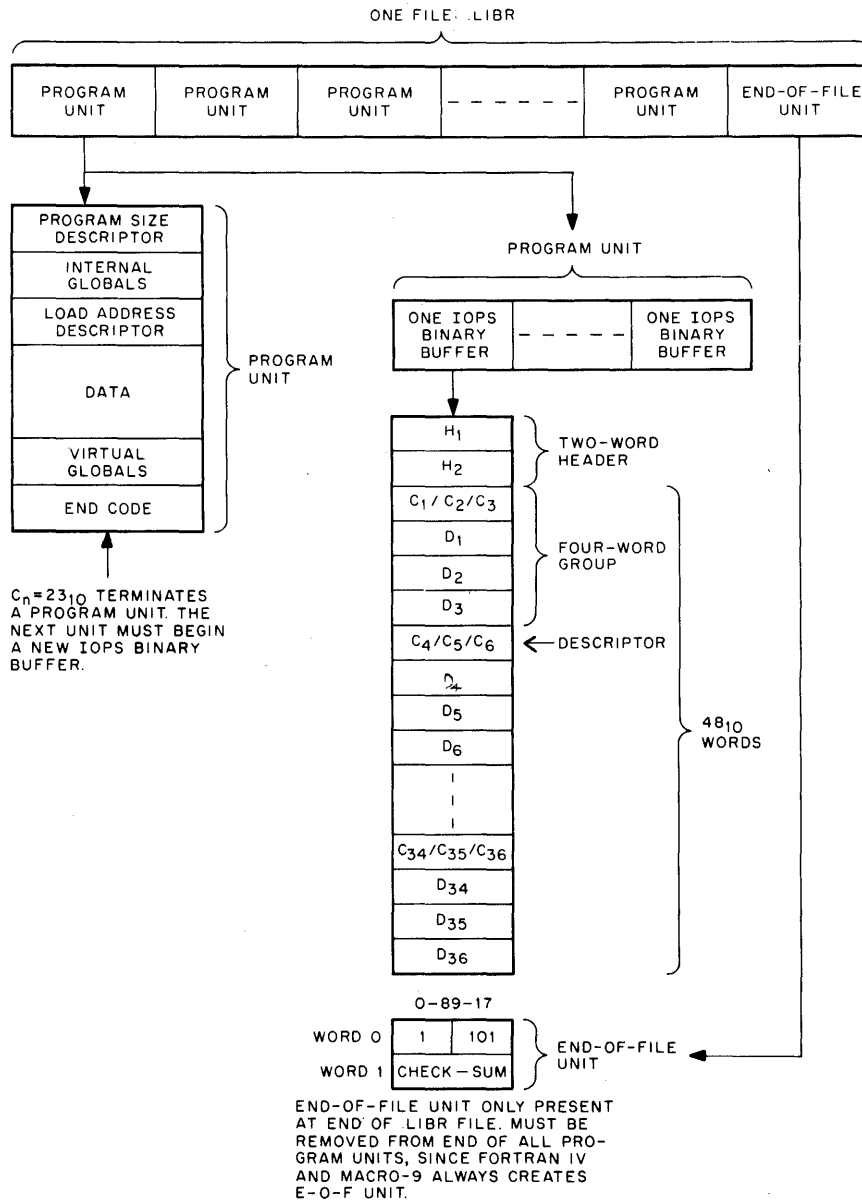 ONE FILE: .LIBR
PROGRAM UNIT
PROGRAM UNIT
PROGRAM UNIT
PROGRAM UNIT
END-OF-FILE UNIT
PROGRAM SIZE DESCRIPTOR
INTERNAL GLOBALS
LOAD ADDRESS DESCRIPTOR
DATA
VIRTUAL GLOBALS
END CODE
PROGRAM UNIT
Cn=2310 TERMINATES
A PROGRAM UNIT. THE
NEXT UNIT MUST BEGIN
A NEW IOPS BINARY
BUFFER.
PROGRAM UNIT
ONE IOPS BINARY BUFFER
ONE IOPS BINARY BUFFER
H1
H2
TWO-WORD HEADER
C1/C2/C3
D1
D2
D3
FOUR-WORD GROUP
C4/C5/C6
DESCRIPTOR
D4
D5
D6
C34/C35/C36
D34
D35
D36
4810 WORDS
0-89-17
WORD 0 1 101
WORD 1 CHECK-SUM
END-OF-FILE UNIT
END-OF-FILE UNIT ONLY PRESENT
AT END OF .LIBR FILE. MUST BE
REMOVED FROM END OF ALL PRO-
GRAM UNITS, SINCE FORTRAN IV
AND MACRO-9 ALWAYS CREATES
E-O-F UNIT.